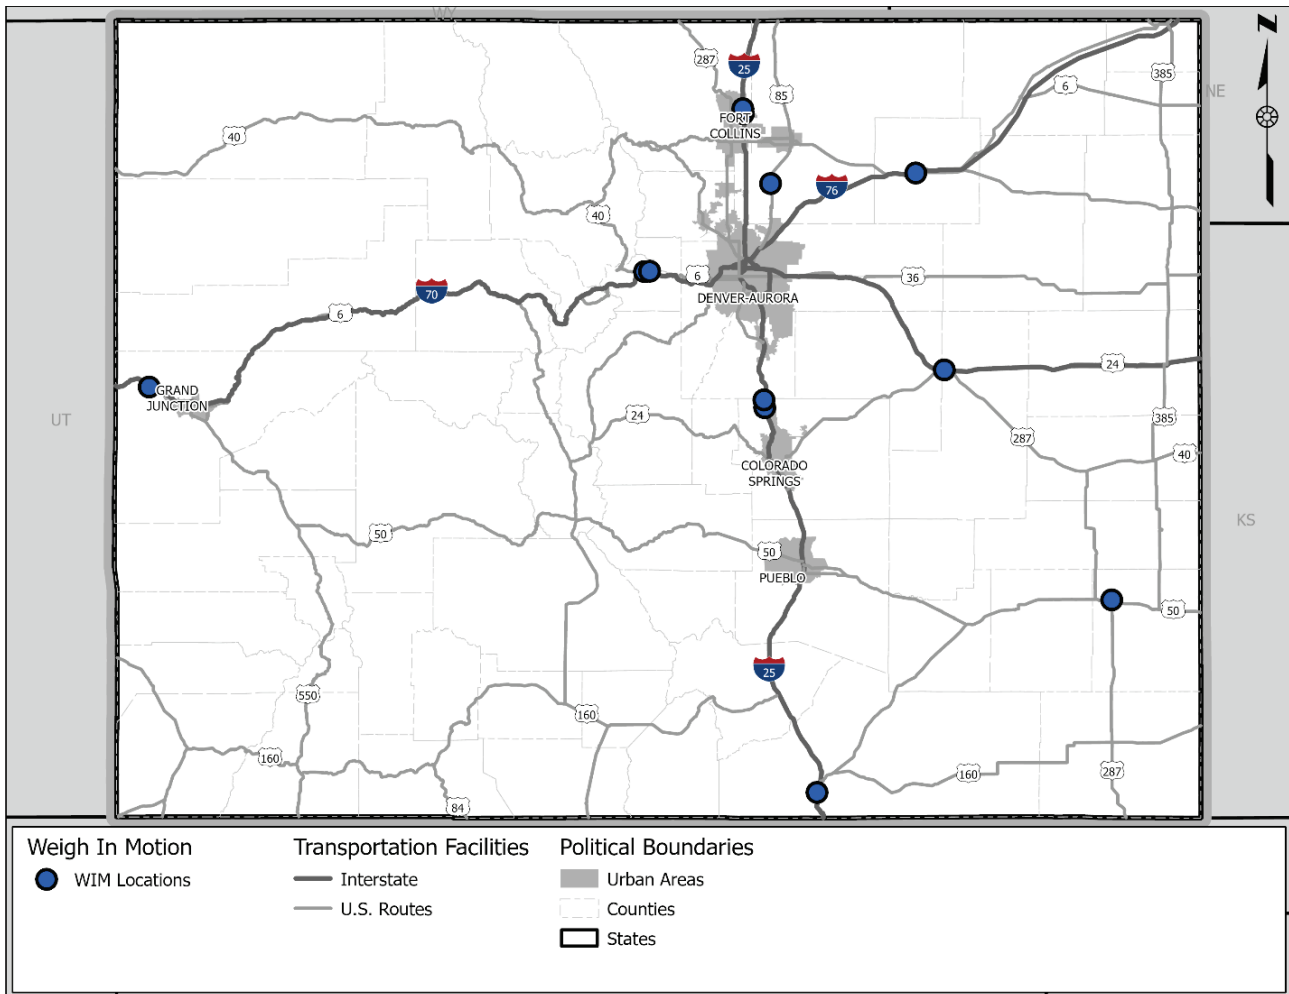 WY
287
25
85
6
385
NE
N
FORT
COLLINS
40
76
40
6
36
70
DENVER-AURORA
6
24
GRAND
JUNCTION
UT
24
385
287
40
COLORADO
SPRINGS
KS
50
50
PUEBLO
50
25
550
160
160
160
287
84
Weigh In Motion
WIM Locations
Transportation Facilities
Interstate
U.S. Routes
Political Boundaries
Urban Areas
Counties
States